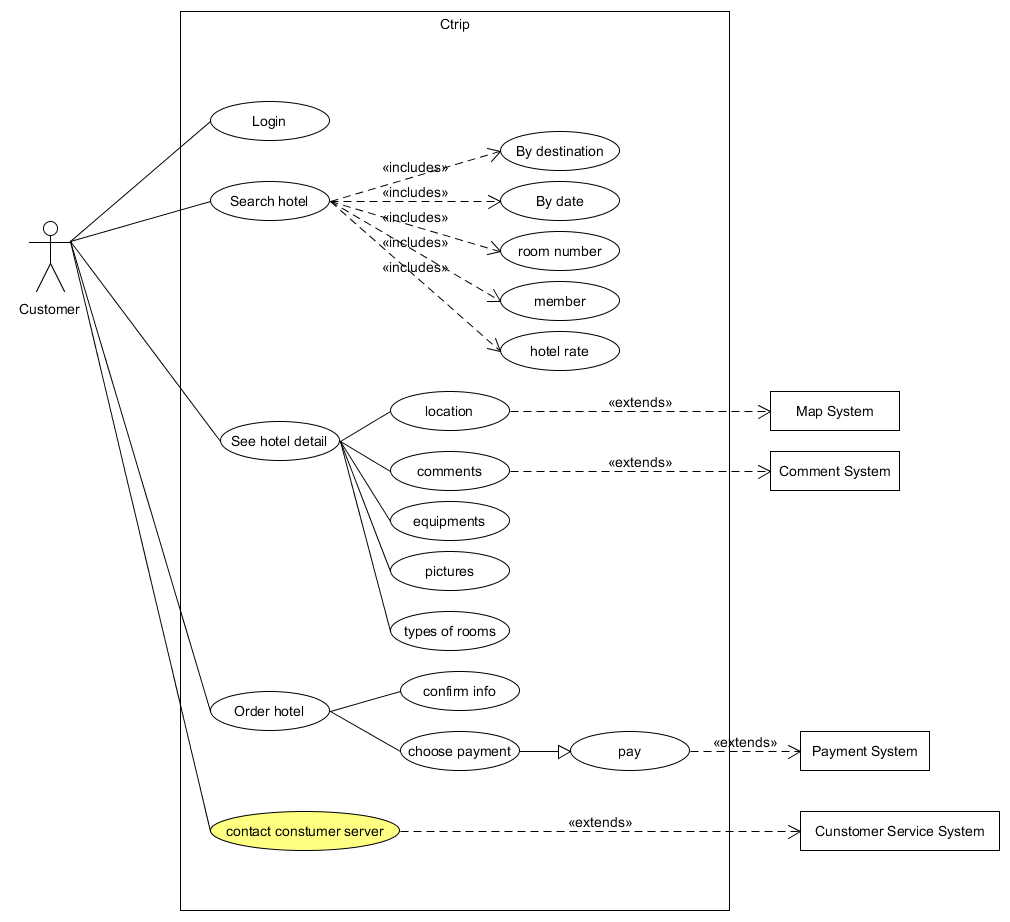 Ctrip
Login
By destination
«includes»
Search hotel
«includes»
By date
«includes»
room number
«includes»
«includes»
member
Customer
hotel rate
location
«extends»
Map System
See hotel detail
comments
«extends»
Comment System
equipments
pictures
types of rooms
confirm info
Order hotel
choose payment
pay
«extends»
Payment System
contact constumer server
«extends»
Cunstomer Service System